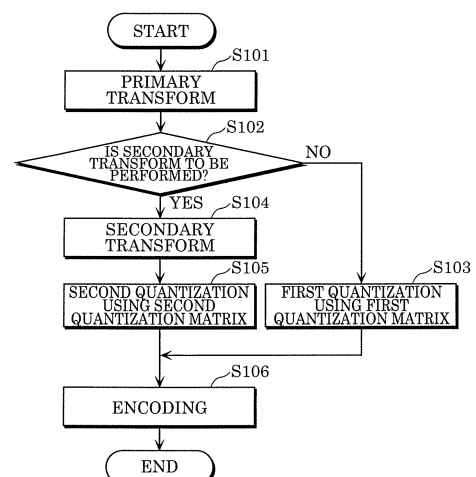 START
S101
PRIMARY
TRANSFORM
S102
IS SECONDARY
TRANSFORM TO BE
PERFORMED?
NO
YES
S104
SECONDARY
TRANSFORM
S105
SECOND QUANTIZATION
USING SECOND
QUANTIZATION MATRIX
S103
FIRST QUANTIZATION
USING FIRST
QUANTIZATION MATRIX
S106
ENCODING
END